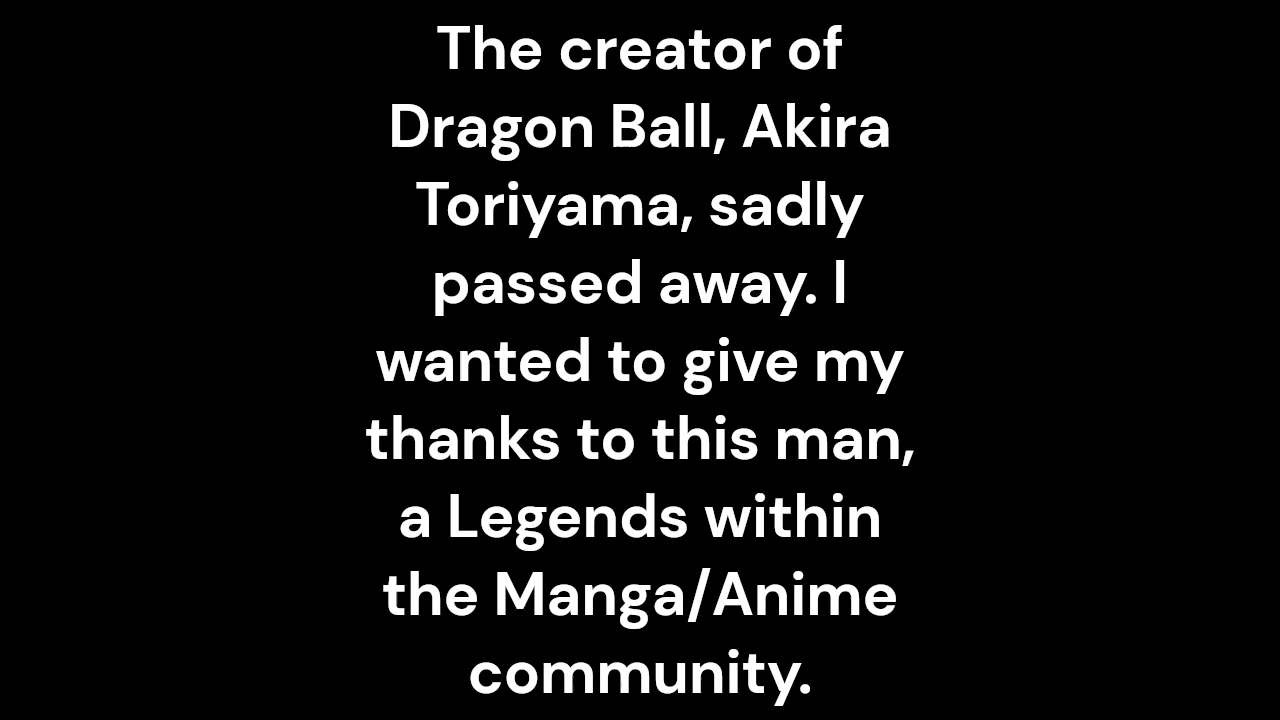 The creator of
Dragon Ball, Akira
Toriyama, sadly
passed away. I
wanted to give my
thanks to this man,
a Legends within
the Manga/Anime
community.